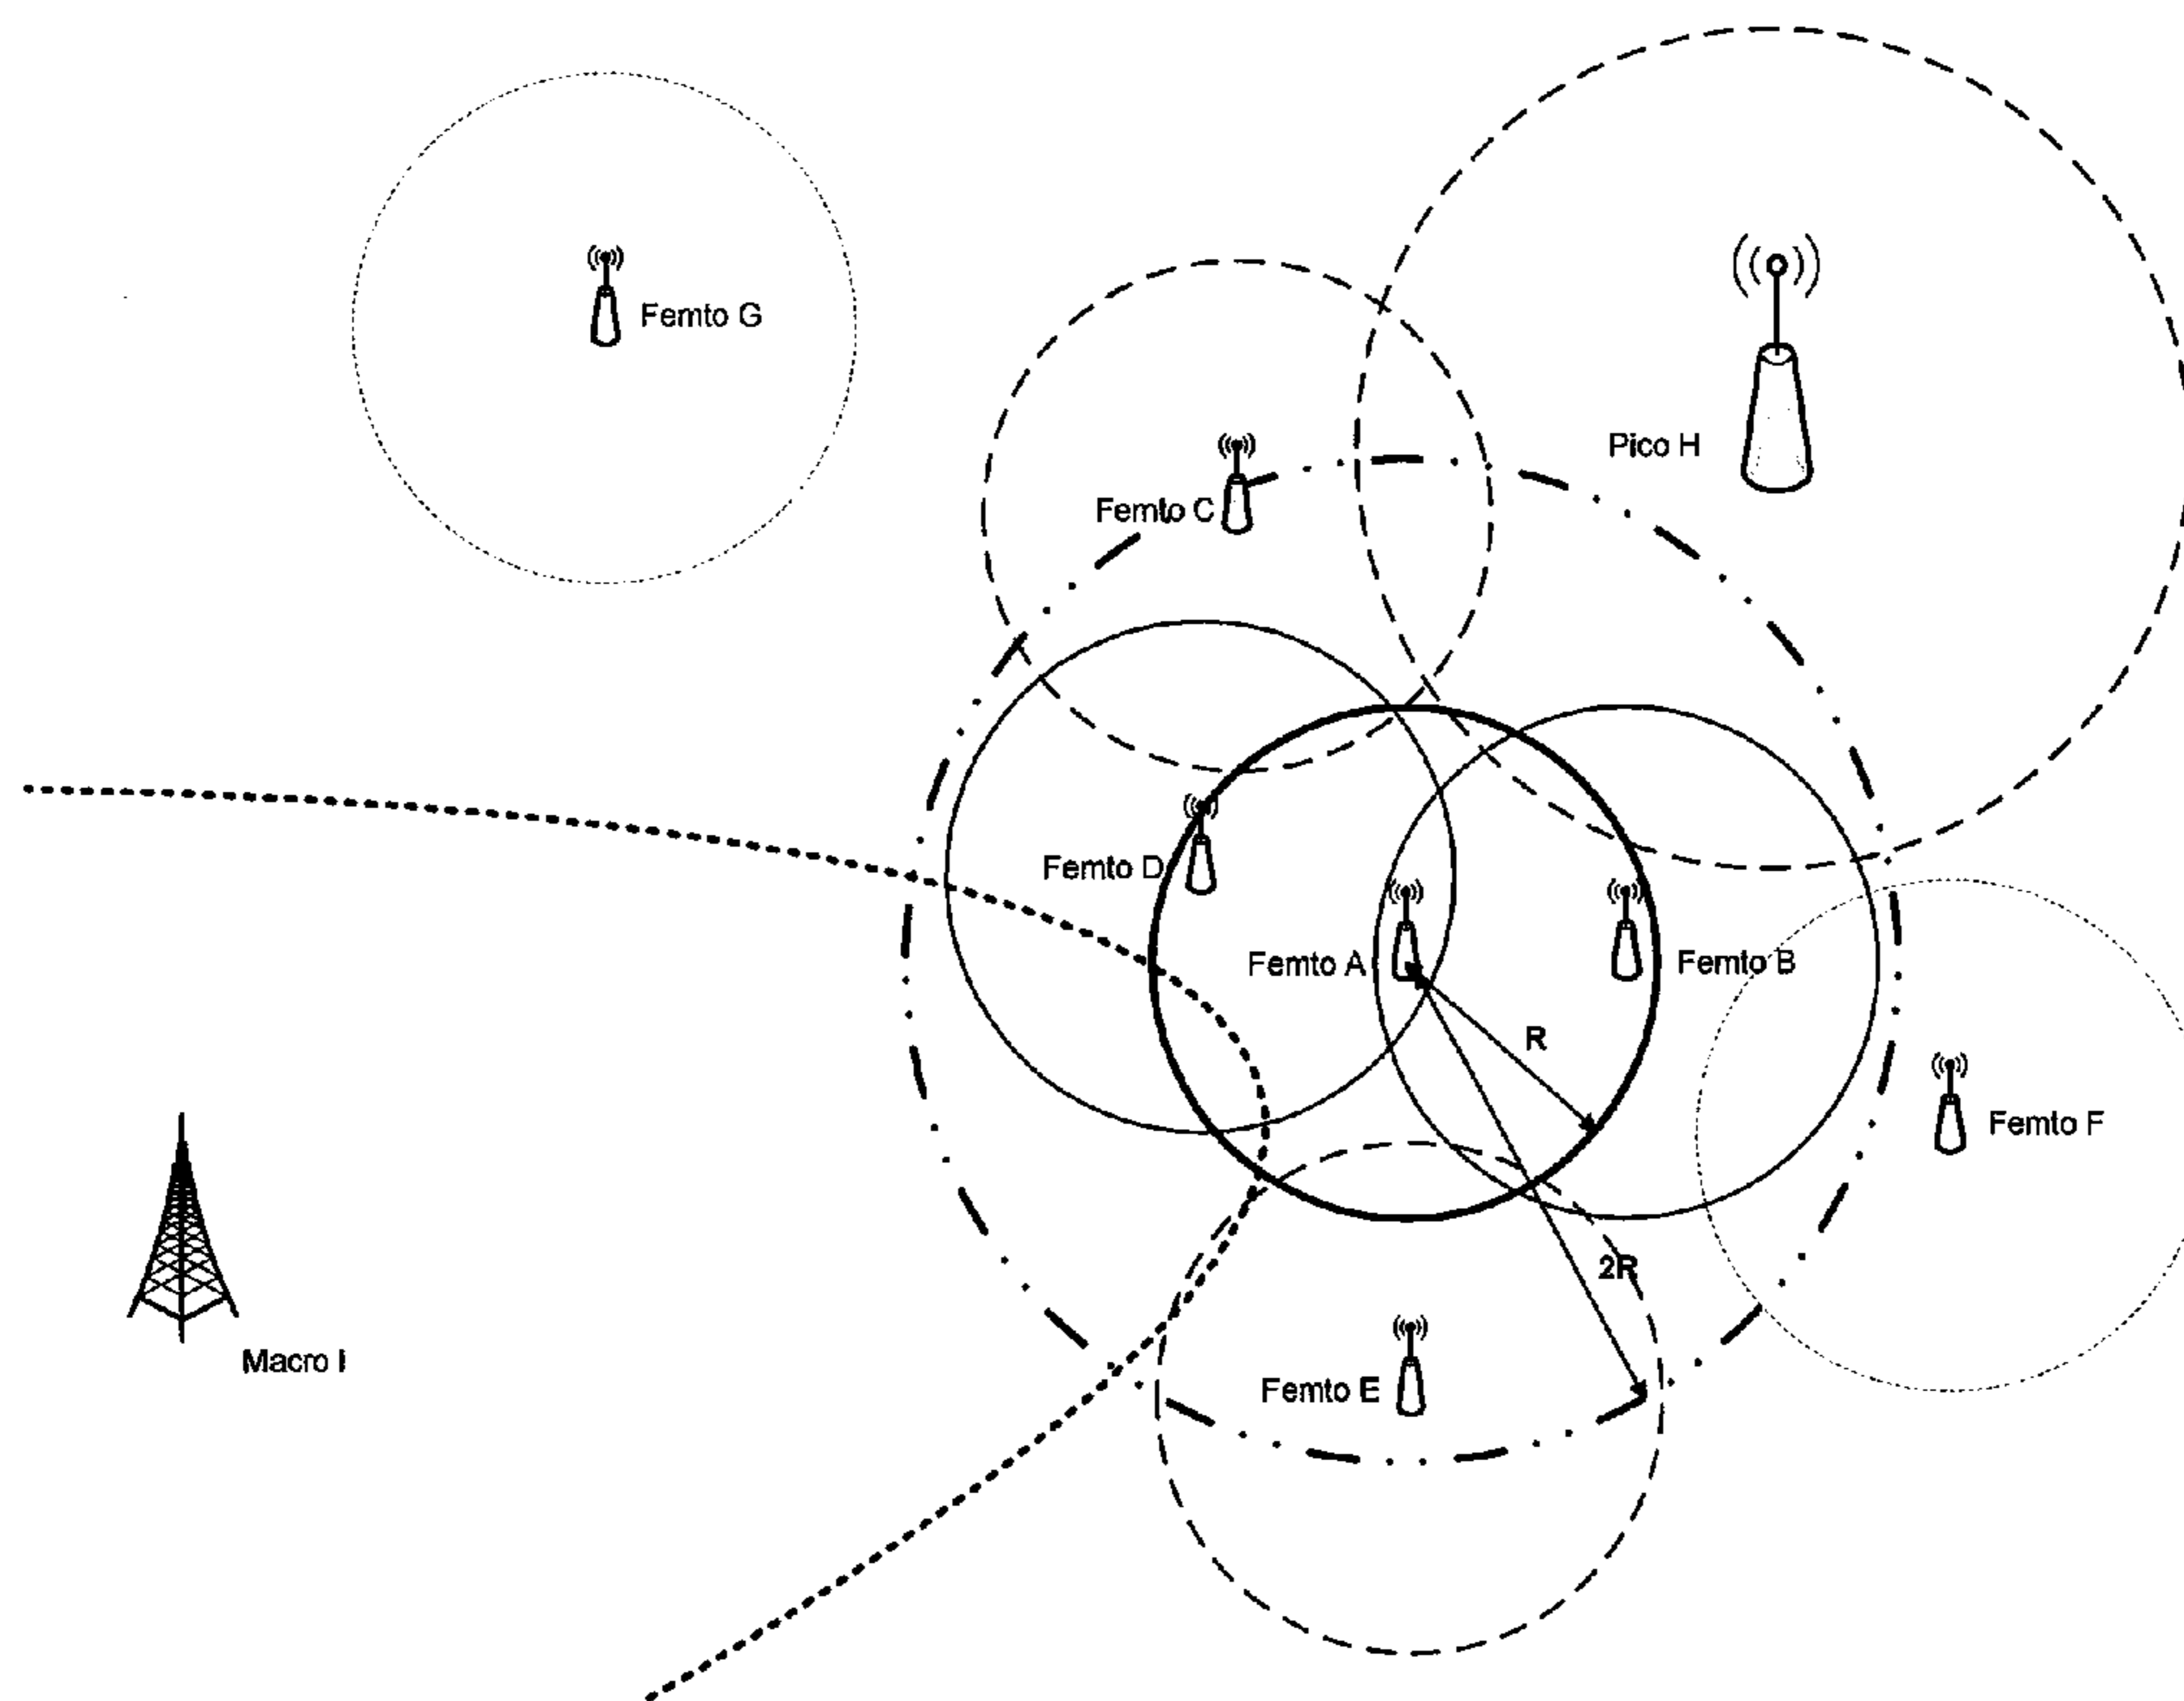 Femto G
Pico H
Femto C
Femto D
Femto A
Femto B
R
Femto F
2R
Macro I
Femto E